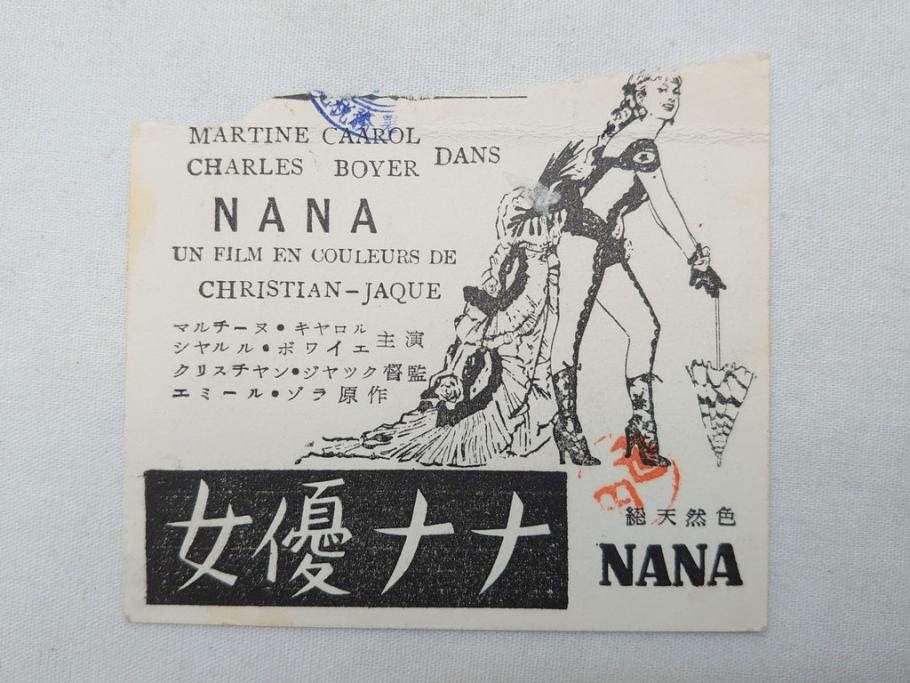 MARTINE CAAROL
CHARLES BOYER DANS
NANA
UN FILM EN COULEURS DE
CHRISTIAN-JAQUE
マルチーヌ・キヤロル
シヤルル・ボワイエ 主演
クリスチヤン・ジヤック督監
エミール・ゾラ原作
女優ナナ
総天然色
NANA